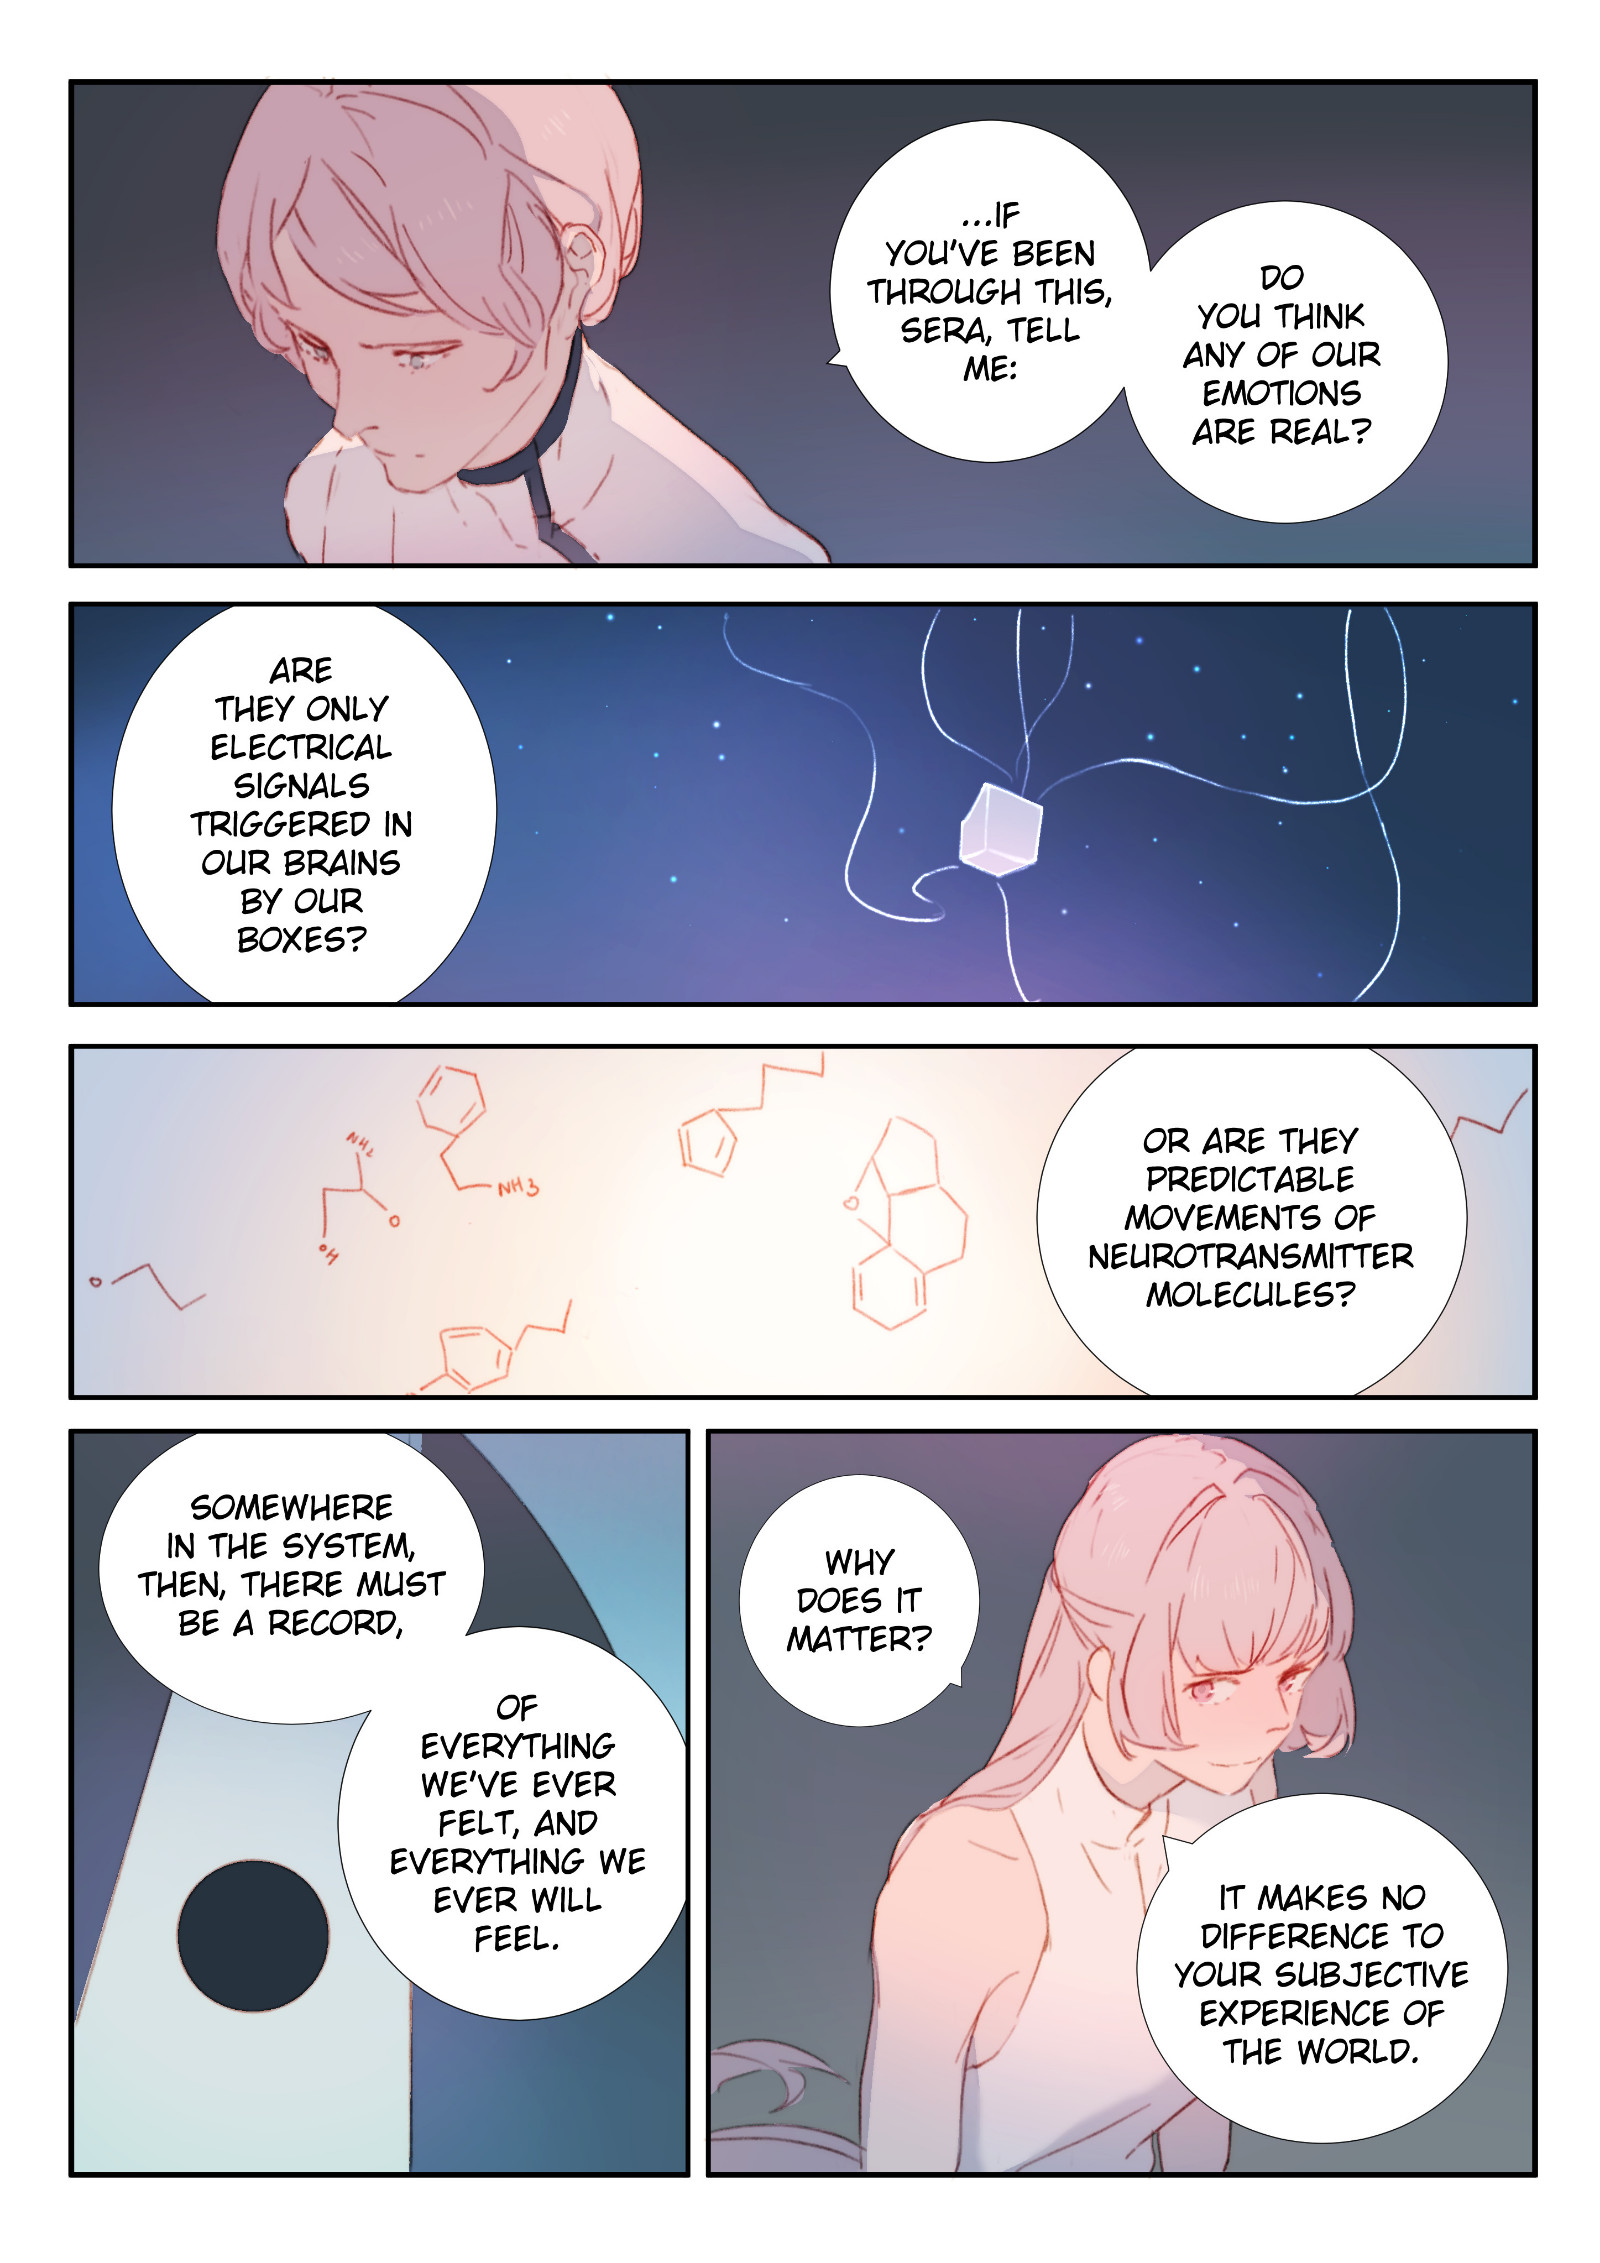 ...IF
YOU'VE BEEN
THROUGH THIS,
SERA, TELL
ME:
DO
YOU THINK
ANY OF OUR
EMOTIONS
ARE REAL?
ARE
THEY ONLY
ELECTRICAL
SIGNALS
TRIGGERED IN
OUR BRAINS
BY OUR
BOXES?
OR ARE THEY
PREDICTABLE
MOVEMENTS OF
NEUROTRANSMITTER
MOLECULES?
NH2
NH3
O
O
OH
O
SOMEWHERE
IN THE SYSTEM,
THEN, THERE MUST
BE A RECORD,
OF
EVERYTHING
WE'VE EVER
FELT, AND
EVERYTHING WE
EVER WILL
FEEL.
WHY
DOES IT
MATTER?
IT MAKES NO
DIFFERENCE TO
YOUR SUBJECTIVE
EXPERIENCE OF
THE WORLD.